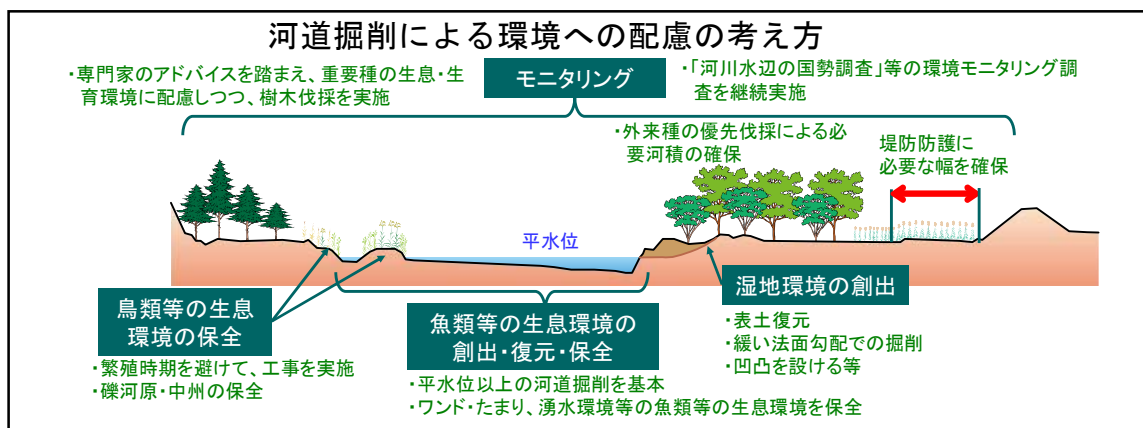 河道掘削による環境への配慮の考え方
・専門家のアドバイスを踏まえ、重要種の生息・生
育環境に配慮しつつ、樹木伐採を実施
モニタリング
・「河川水辺の国勢調査」等の環境モニタリング調
査を継続実施
・外来種の優先伐採による必
要河積の確保
堤防防護に
必要な幅を確保
平水位
鳥類等の生息
環境の保全
・繁殖時期を避けて、工事を実施
・礫河原・中州の保全
魚類等の生息環境の
創出・復元・保全
・平水位以上の河道掘削を基本
・ワンド・たまり、湧水環境等の魚類等の生息環境を保全
湿地環境の創出
・表土復元
・緩い法面勾配での掘削
・凹凸を設ける等